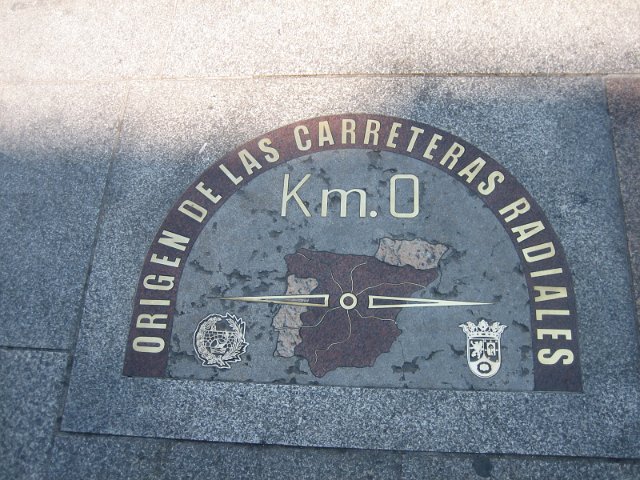 ORIGEN DE LAS CARRETERAS RADIALES
Km.0